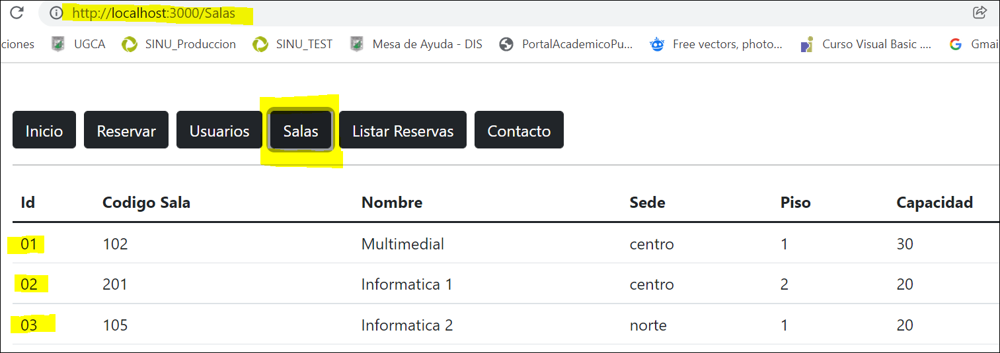 http://localhost:3000/Salas
ciones UGCA SINU_Produccion SINU_TEST Mesa de Ayuda - DIS PortalAcademicoPu... Free vectors, photo... Curso Visual Basic .... Gmai
Inicio Reservar Usuarios Salas Listar Reservas Contacto
Id Codigo Sala Nombre Sede Piso Capacidad
01 102 Multimedial centro 1 30
02 201 Informatica 1 centro 2 20
03 105 Informatica 2 norte 1 20